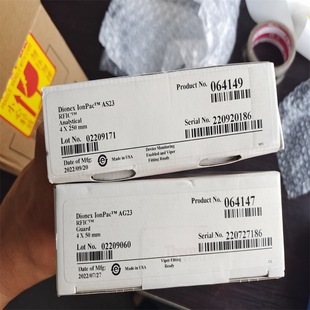 Dionex IonPac™ AS23
RFIC™
Analytical
4 X 250 mm
Product No. 064149
Lot No. 02209171
Serial No. 220920186
Date of Mfg:
2022/09/20
Made in USA
Device Monitoring
Enabled and Viper
Fitting Ready
Dionex IonPac™ AG23
RFIC™
Guard
4 X 50 mm
Product No. 064147
Lot No. 02209060
Serial No. 220727186
Date of Mfg:
2022/07/27
Made in USA
Viper Fitting
Ready